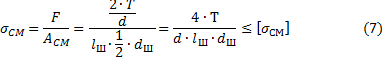 σ_СМ = F / A_СМ = (2 · T / d) / (l_Ш · 1/2 · d_Ш) = 4 · T / (d · l_Ш · d_Ш) ≤ [σ_СМ] (7)